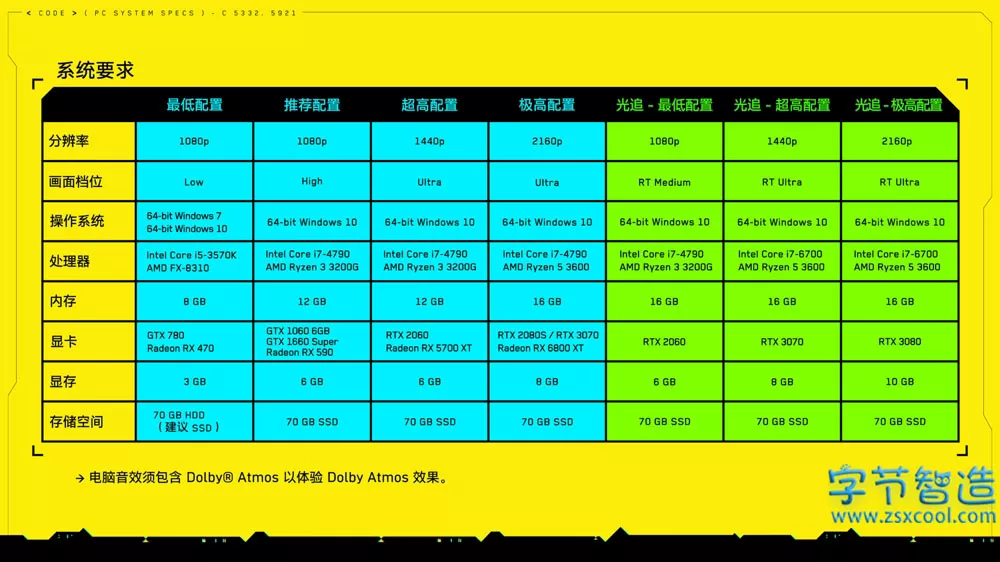 < CODE > ( PC SYSTEM SPECS ) - C 5332. 5921
系统要求
最低配置 推荐配置 超高配置 极高配置 光追 - 最低配置 光追 - 超高配置 光追 - 极高配置
分辨率 1080p 1080p 1440p 2160p 1080p 1440p 2160p
画面档位 Low High Ultra Ultra RT Medium RT Ultra RT Ultra
操作系统 64-bit Windows 7 64-bit Windows 10 64-bit Windows 10 64-bit Windows 10 64-bit Windows 10 64-bit Windows 10 64-bit Windows 10
64-bit Windows 10
处理器 Intel Core i5-3570K Intel Core i7-4790 Intel Core i7-4790 Intel Core i7-4790 Intel Core i7-4790 Intel Core i7-6700 Intel Core i7-6700
AMD FX-8310 AMD Ryzen 3 3200G AMD Ryzen 3 3200G AMD Ryzen 5 3600 AMD Ryzen 3 3200G AMD Ryzen 5 3600 AMD Ryzen 5 3600
内存 8 GB 12 GB 12 GB 16 GB 16 GB 16 GB 16 GB
显卡 GTX 780 GTX 1060 6GB RTX 2060 RTX 2080S / RTX 3070 RTX 2060 RTX 3070 RTX 3080
Radeon RX 470 GTX 1660 Super Radeon RX 5700 XT Radeon RX 6800 XT
Radeon RX 590
显存 3 GB 6 GB 6 GB 8 GB 6 GB 8 GB 10 GB
存储空间 70 GB HDD 70 GB SSD 70 GB SSD 70 GB SSD 70 GB SSD 70 GB SSD 70 GB SSD
（建议 SSD）
→ 电脑音效须包含 Dolby® Atmos 以体验 Dolby Atmos 效果。
字节智造
www.zsxcool.com